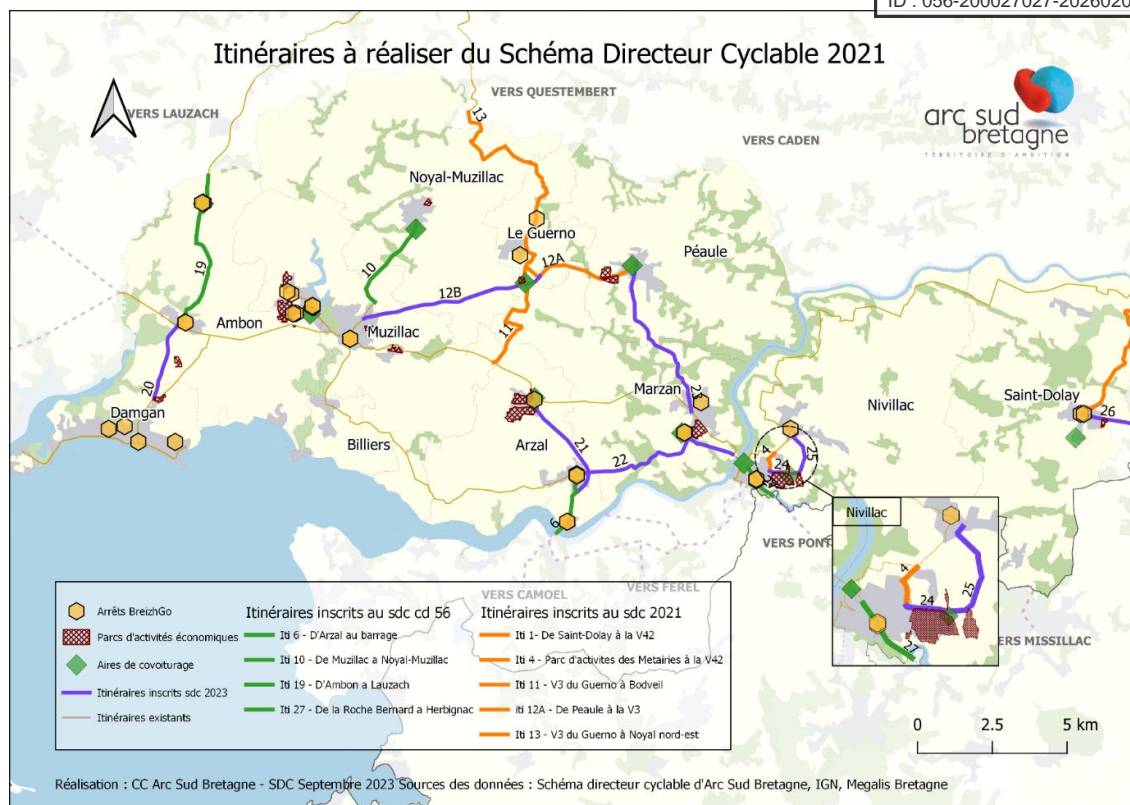 ID : 056-200027027-2026020
Itinéraires à réaliser du Schéma Directeur Cyclable 2021
VERS QUESTEMBERT
VERS LAUZACH
VERS CADEN
arc sud
bretagne
TERRITOIRE D'AMBITION
13
Noyal-Muzillac
Le Guerno
Péaule
12A
19
10
12B
Ambon
Muzillac
11
20
Damgan
Billiers
Arzal
Marzan
21
22
Nivillac
Saint-Dolay
26
4
24
25
6
VERS PONT
Nivillac
4
24
25
27
VERS CAMOEL
VERS FEREL
VERS MISSILLAC
Arrêts BreizhGo
Parcs d'activités économiques
Aires de covoiturage
Itinéraires inscrits sdc 2023
Itinéraires existants
Itinéraires inscrits au sdc cd 56
Iti 6 - D'Arzal au barrage
Iti 10 - De Muzillac a Noyal-Muzillac
Iti 19 - D'Ambon a Lauzach
Iti 27 - De la Roche Bernard a Herbignac
Itinéraires inscrits au sdc 2021
Iti 1- De Saint-Dolay à la V42
Iti 4 - Parc d'activites des Metairies à la V42
Iti 11 - V3 du Guerno à Bodveil
iti 12A - De Peaule à la V3
Iti 13 - V3 du Guerno à Noyal nord-est
0 2.5 5 km
Réalisation : CC Arc Sud Bretagne - SDC Septembre 2023 Sources des données : Schéma directeur cyclable d'Arc Sud Bretagne, IGN, Megalis Bretagne